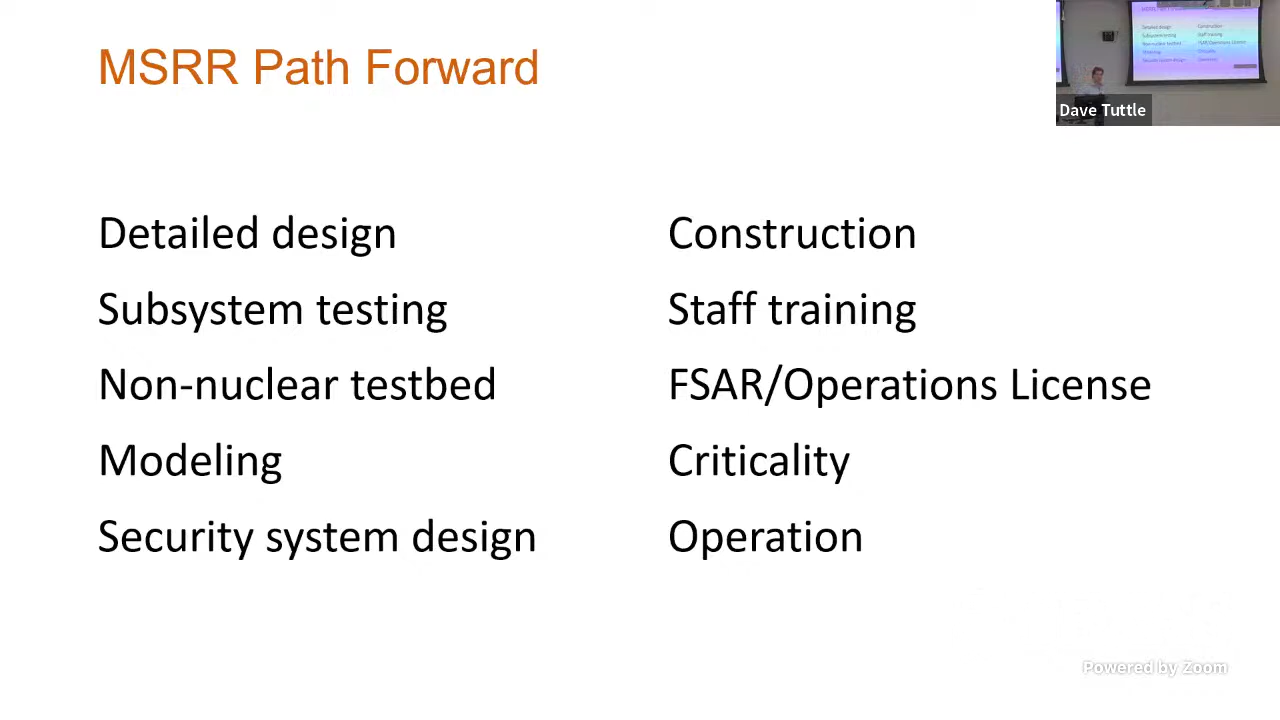 MSRR Path Forward
Dave Tuttle
Detailed design
Subsystem testing
Non-nuclear testbed
Modeling
Security system design
Construction
Staff training
FSAR/Operations License
Criticality
Operation
Powered by Zoom